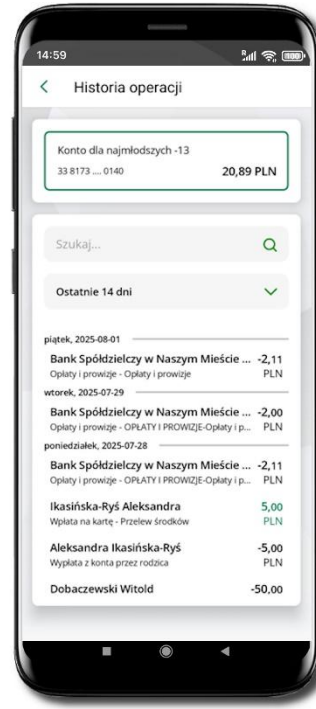 14:59
Historia operacji
Konto dla najmłodszych -13
33 8173 .... 0140 20,89 PLN
Szukaj...
Ostatnie 14 dni
piątek, 2025-08-01
Bank Spółdzielczy w Naszym Mieście ... -2,11
Opłaty i prowizje - Opłaty i prowizje PLN
wtorek, 2025-07-29
Bank Spółdzielczy w Naszym Mieście ... -2,00
Opłaty i prowizje - OPŁATY I PROWIZJE-Opłaty i p... PLN
poniedziałek, 2025-07-28
Bank Spółdzielczy w Naszym Mieście ... -2,11
Opłaty i prowizje - OPŁATY I PROWIZJE-Opłaty i p... PLN
Ikasińska-Ryś Aleksandra 5,00
Wpłata na kartę - Przelew środków PLN
Aleksandra Ikasińska-Ryś -5,00
Wypłata z konta przez rodzica PLN
Dobaczewski Witold -50,00